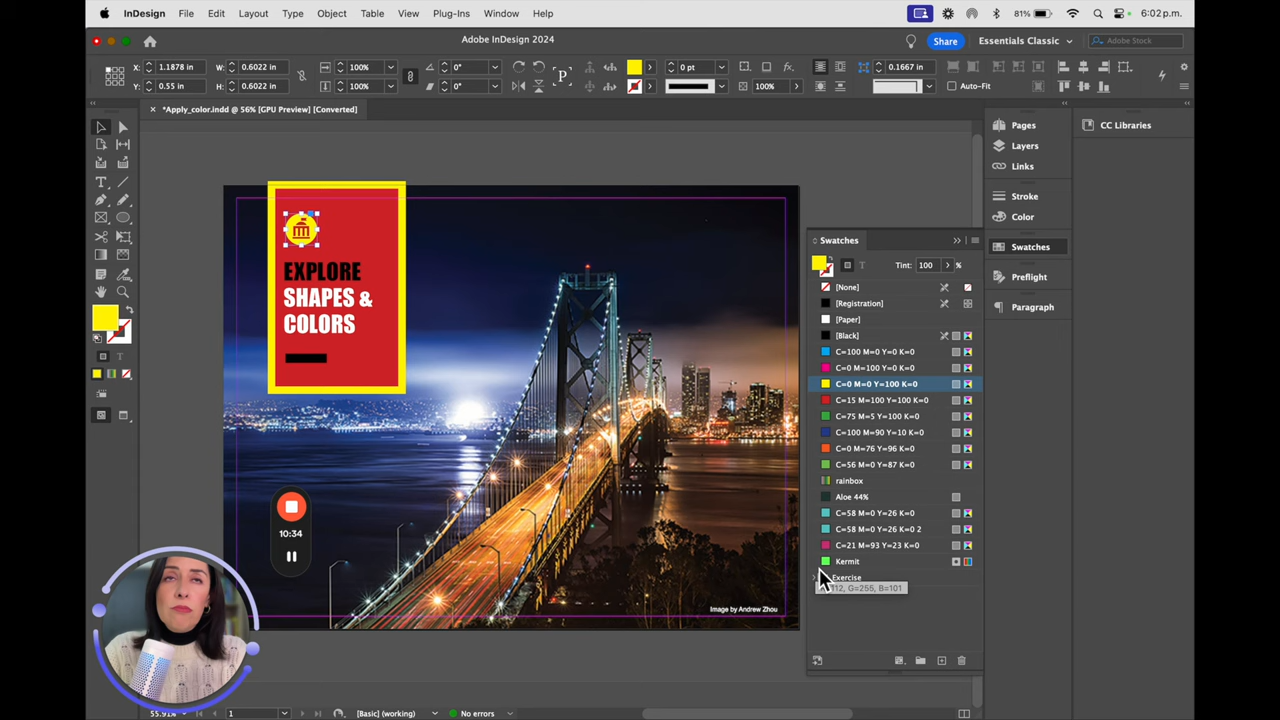 InDesign File Edit Layout Type Object Table View Plug-Ins Window Help 81% 6:02 p.m.
Adobe InDesign 2024 Share Essentials Classic Adobe Stock
X: 1.1878 in W: 0.6022 in 100% 0° P 0 pt fx. 0.1667 in
Y: 0.55 in H: 0.6022 in 100% 0° 100% Auto-Fit
*Apply_color.indd @ 56% [GPU Preview] [Converted]
EXPLORE
SHAPES &
COLORS
10:34
Image by Andrew Zhou
Swatches
T Tint: 100 %
[None]
[Registration]
[Paper]
[Black]
C=100 M=0 Y=0 K=0
C=0 M=100 Y=0 K=0
C=0 M=0 Y=100 K=0
C=15 M=100 Y=100 K=0
C=75 M=5 Y=100 K=0
C=100 M=90 Y=10 K=0
C=0 M=76 Y=96 K=0
C=56 M=0 Y=87 K=0
rainbox
Aloe 44%
C=58 M=0 Y=26 K=0
C=58 M=0 Y=26 K=0 2
C=21 M=93 Y=23 K=0
Kermit
Exercise
G=255, B=101
Pages
Layers
Links
Stroke
Color
Swatches
Preflight
Paragraph
CC Libraries
55.91% 1 [Basic] (working) No errors